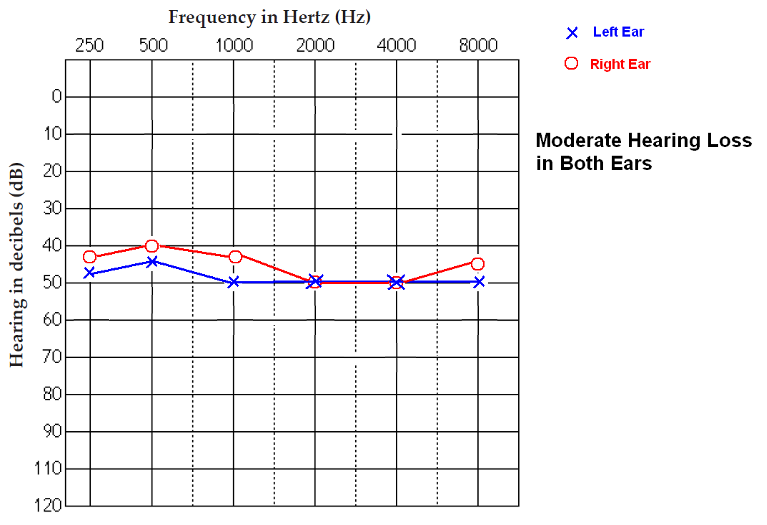 Frequency in Hertz (Hz)
250 500 1000 2000 4000 8000
Left Ear
Right Ear
Moderate Hearing Loss
in Both Ears
Hearing in decibels (dB)
0
10
20
30
40
50
60
70
80
90
110
120